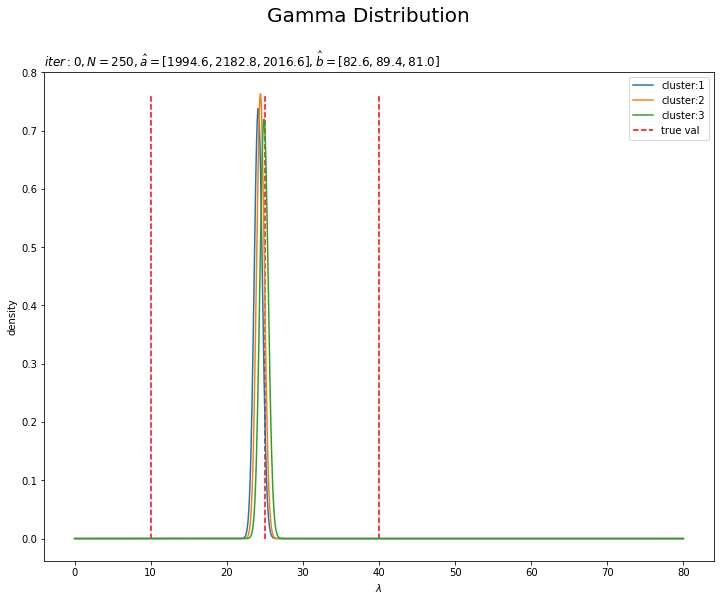 Gamma Distribution
iter : 0, N = 250, â = [1994.6, 2182.8, 2016.6], b̂ = [82.6, 89.4, 81.0]
cluster:1
cluster:2
cluster:3
true val
density
0.8
0.7
0.6
0.5
0.4
0.3
0.2
0.1
0.0
0 10 20 30 40 50 60 70 80
λ